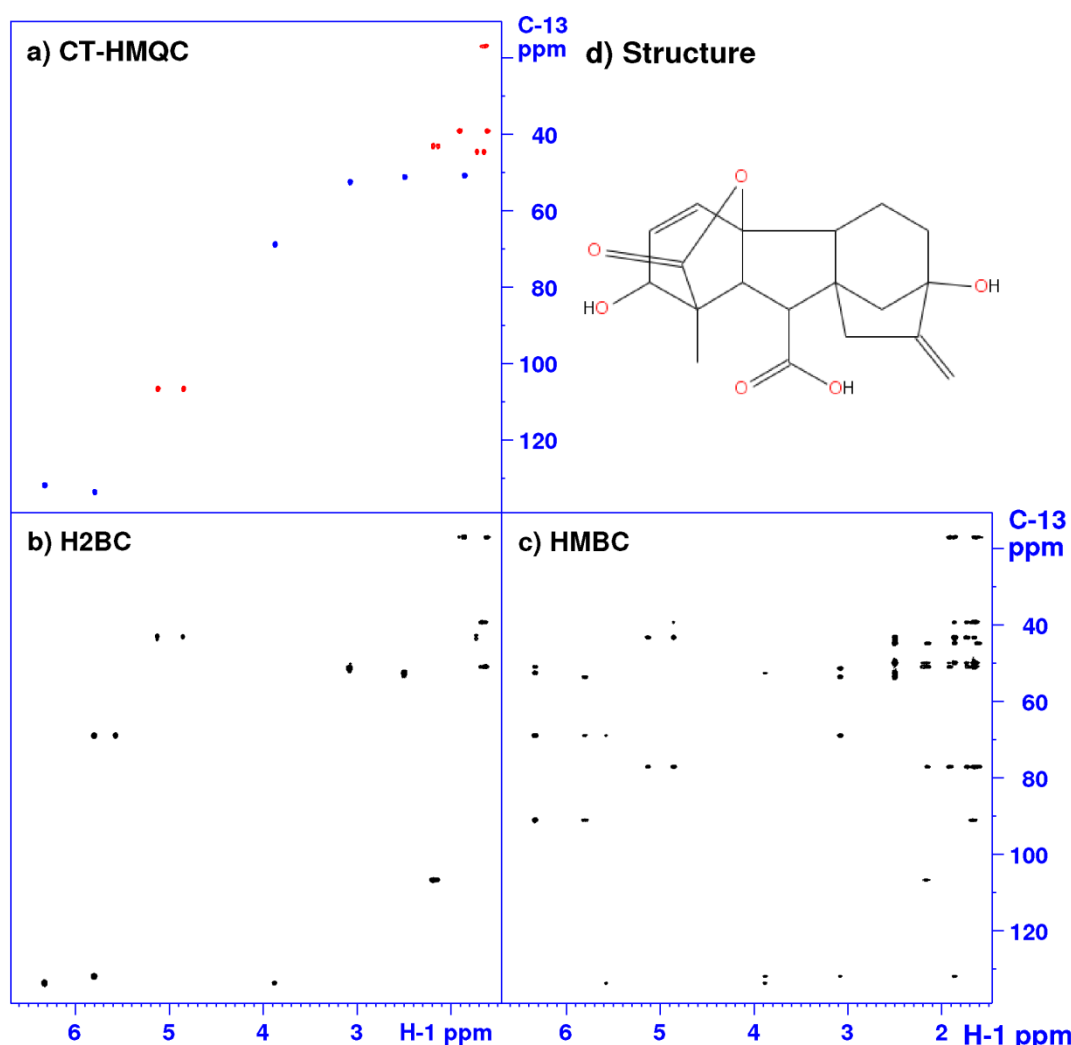 a) CT-HMQC
C-13
ppm
d) Structure
40
60
80
100
120
O
O
HO
OH
O
OH
b) H2BC
c) HMBC
C-13
ppm
40
60
80
100
120
6
5
4
3
H-1 ppm
6
5
4
3
2
H-1 ppm